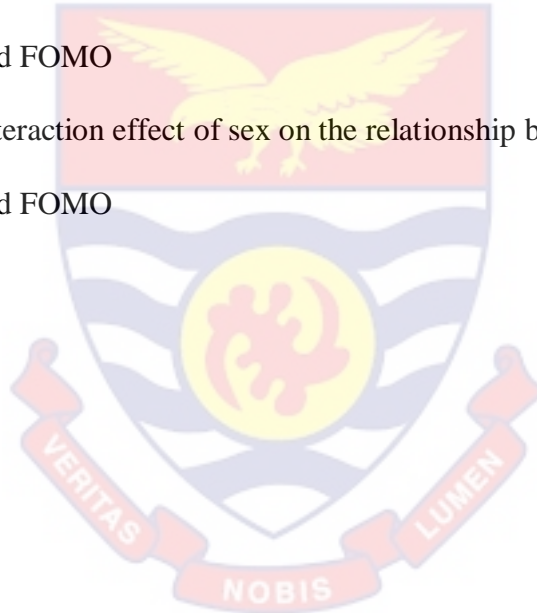 d FOMO
teraction effect of sex on the relationship b
d FOMO
VERITAS
NOBIS
LUMEN